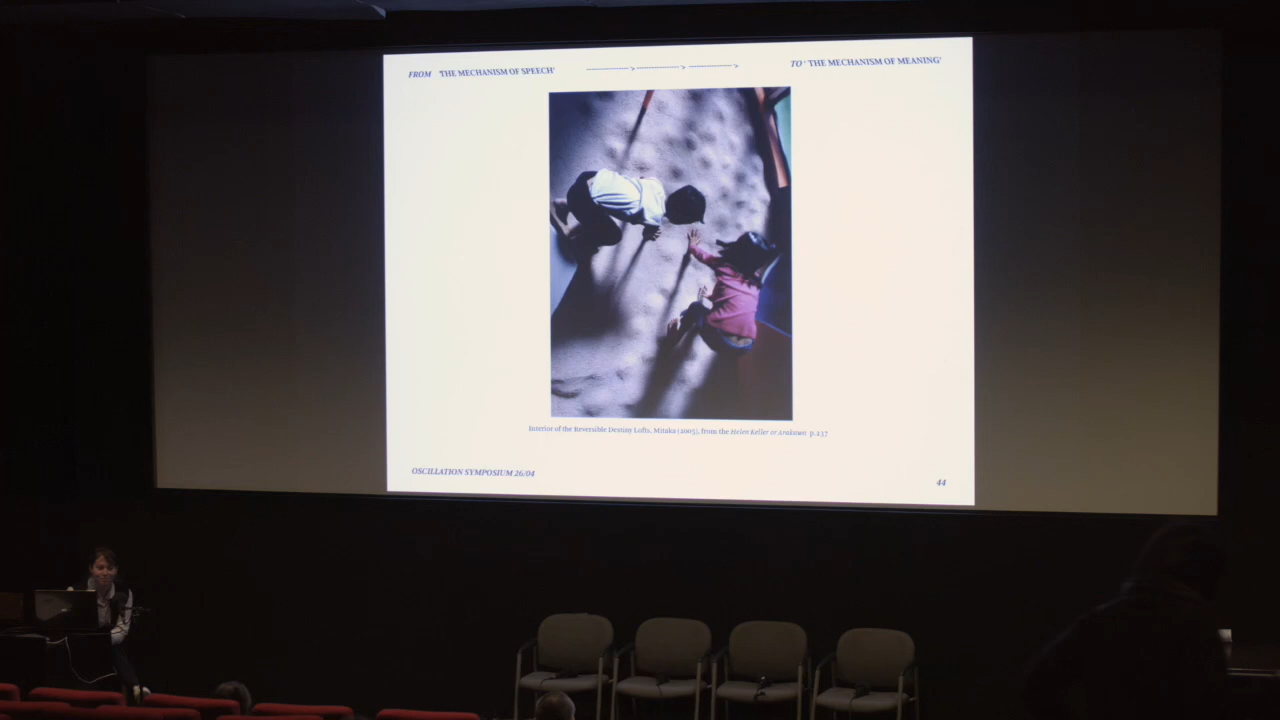 FROM 'THE MECHANISM OF SPEECH' TO 'THE MECHANISM OF MEANING'
Interior of the Reversible Destiny Lofts, Mitaka (2005), from the Helen Keller or Arakawa p.137
OSCILLATION SYMPOSIUM 26/04
44